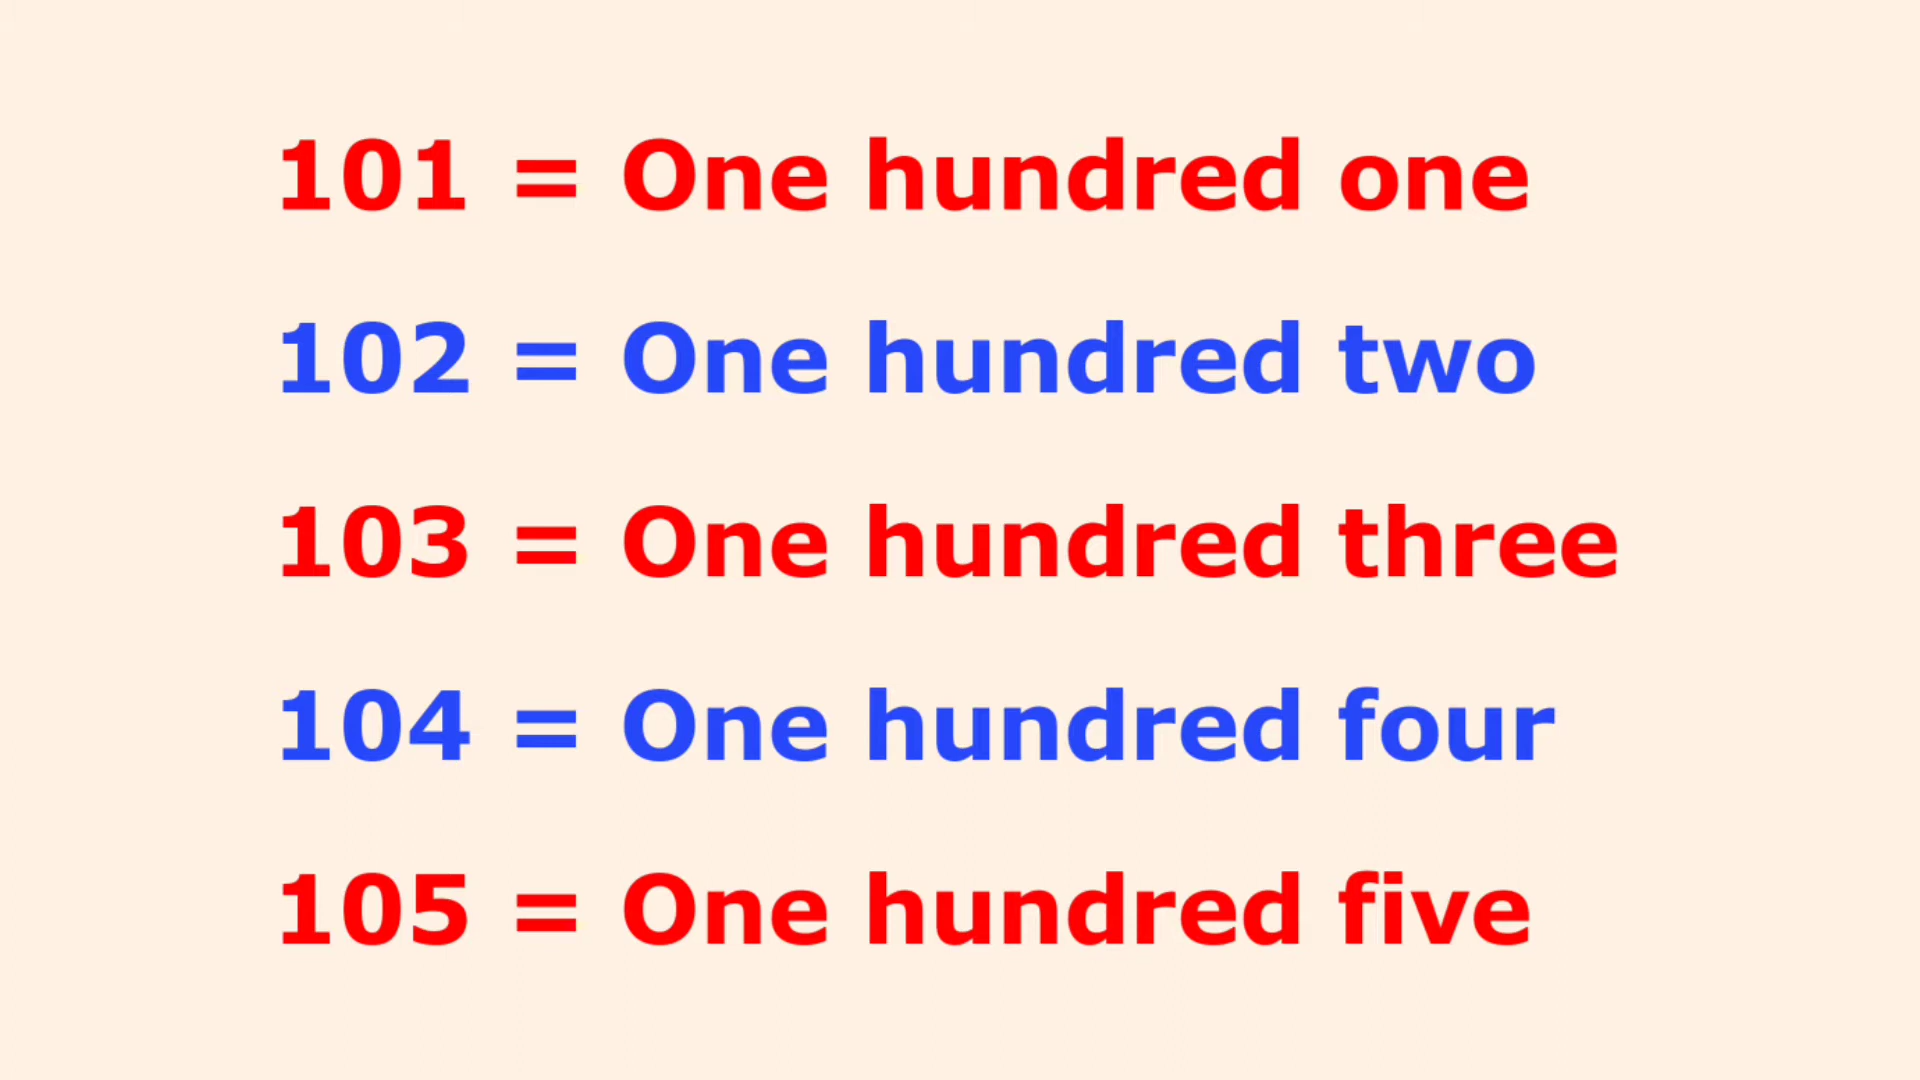 101 = One hundred one
102 = One hundred two
103 = One hundred three
104 = One hundred four
105 = One hundred five